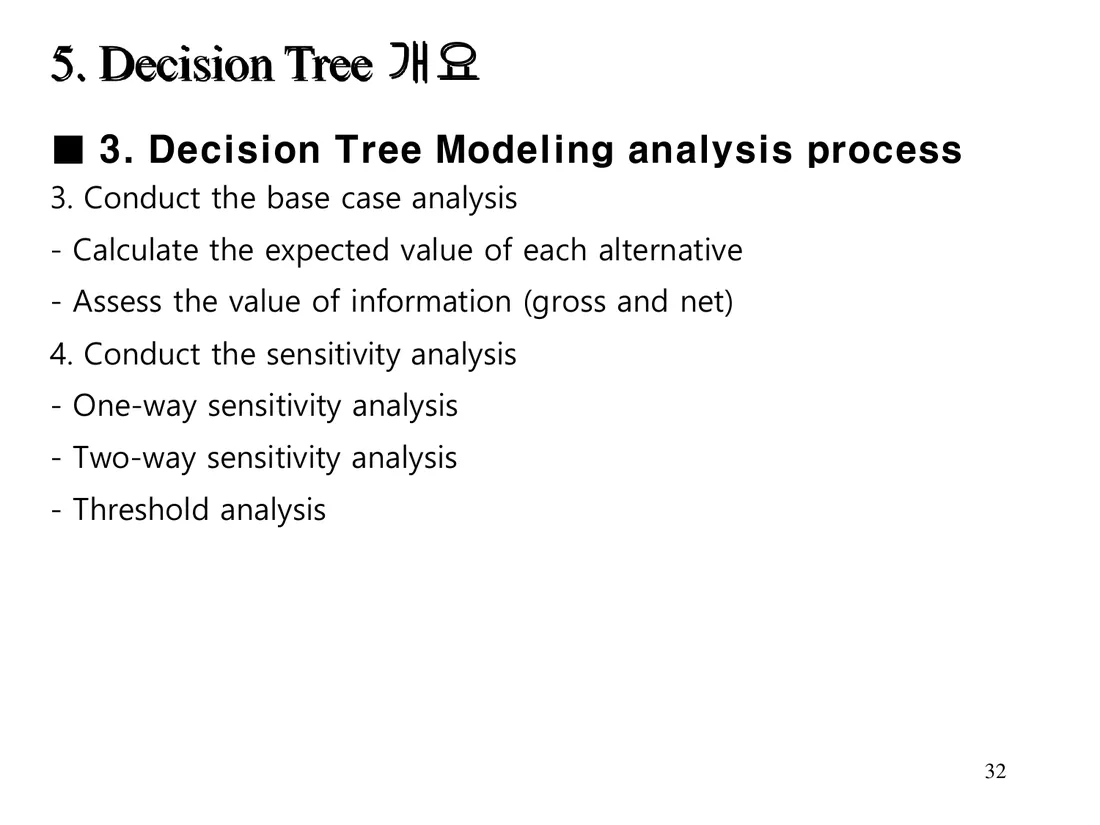 5. Decision Tree 개요
■ 3. Decision Tree Modeling analysis process
3. Conduct the base case analysis
- Calculate the expected value of each alternative
- Assess the value of information (gross and net)
4. Conduct the sensitivity analysis
- One-way sensitivity analysis
- Two-way sensitivity analysis
- Threshold analysis
32